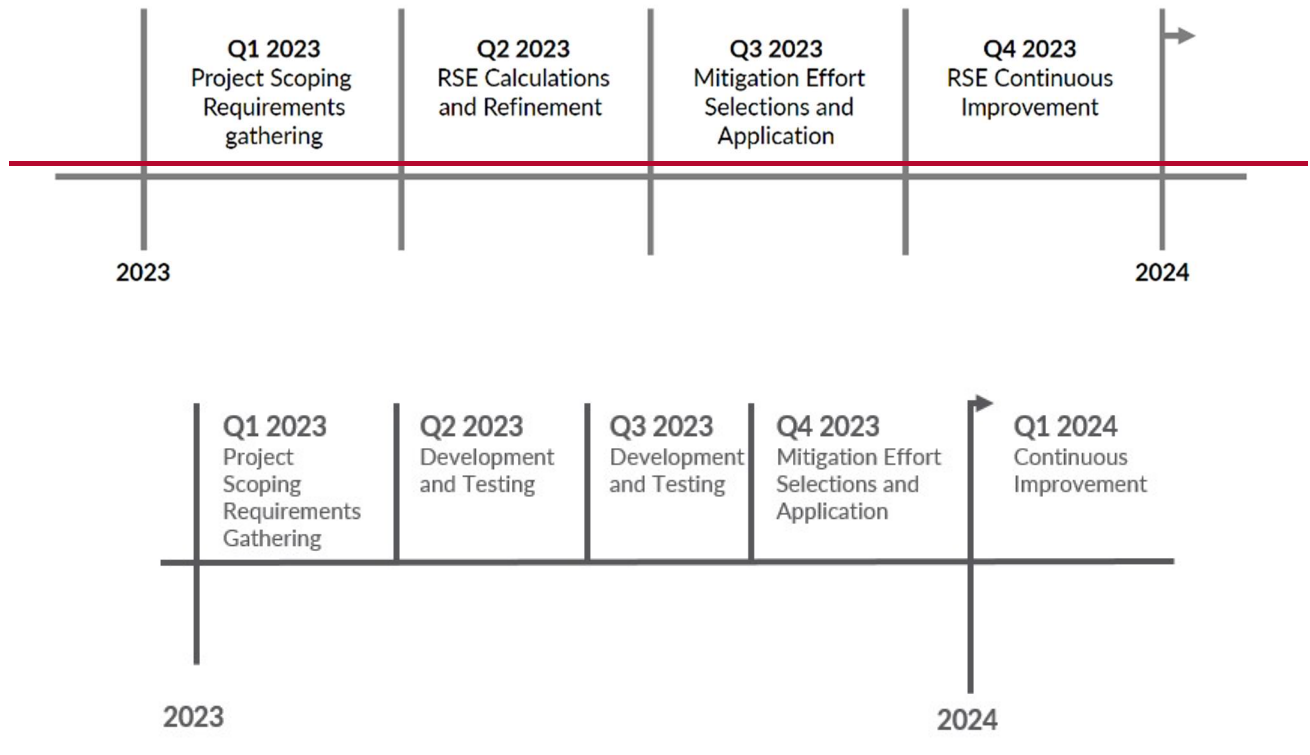 Q1 2023
Project Scoping
Requirements
gathering
Q2 2023
RSE Calculations
and Refinement
Q3 2023
Mitigation Effort
Selections and
Application
Q4 2023
RSE Continuous
Improvement
2023
2024
Q1 2023
Project
Scoping
Requirements
Gathering
Q2 2023
Development
and Testing
Q3 2023
Development
and Testing
Q4 2023
Mitigation Effort
Selections and
Application
Q1 2024
Continuous
Improvement
2023
2024